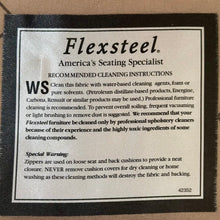 Flexsteel®
America's Seating Specialist
RECOMMENDED CLEANING INSTRUCTIONS
WS Clean this fabric with water-based cleaning agents, foam or
pure solvents. (Petroleum distillate-based products, Energine,
Carbona, Renuzit or similar products may be used.) Professional furniture
cleaning is recommended. To prevent overall soiling, frequent vacuuming
or light brushing to remove dust is suggested. We recommend that your
Flexsteel furniture be cleaned only by professional upholstery cleaners
because of their experience and the highly toxic ingredients of some
cleaning compounds.
Special Warning:
Zippers are used on loose seat and back cushions to provide a neat
closure. NEVER remove cushion covers for dry cleaning or home
washing as these cleaning methods will destroy the fabric and backing.
42352